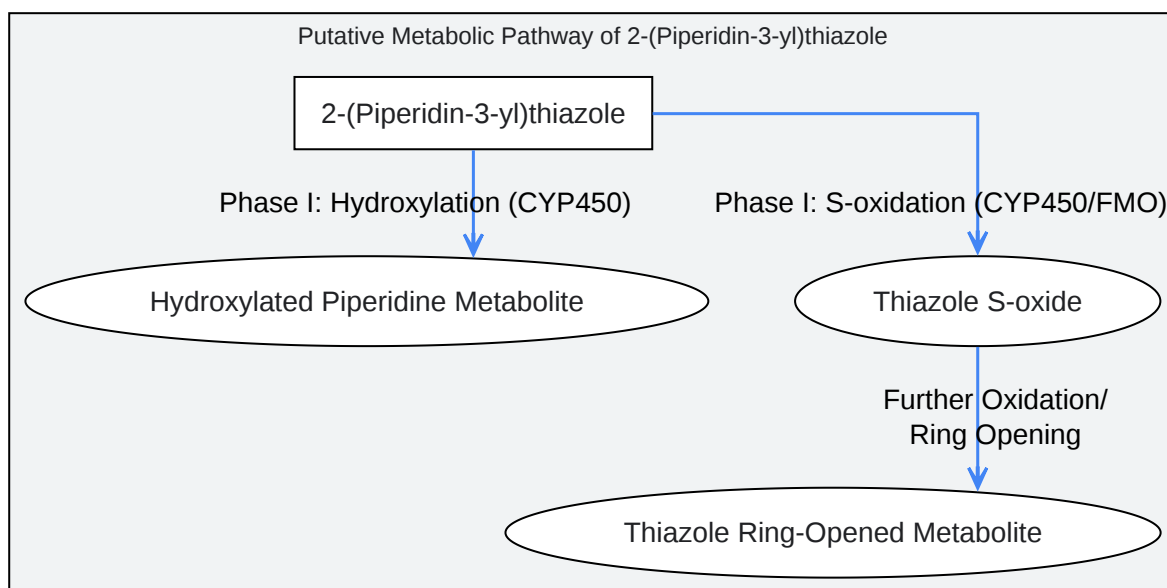 Putative Metabolic Pathway of 2-(Piperidin-3-yl)thiazole
2-(Piperidin-3-yl)thiazole
Phase I: Hydroxylation (CYP450)
Phase I: S-oxidation (CYP450/FMO)
Hydroxylated Piperidine Metabolite
Thiazole S-oxide
Further Oxidation/
Ring Opening
Thiazole Ring-Opened Metabolite